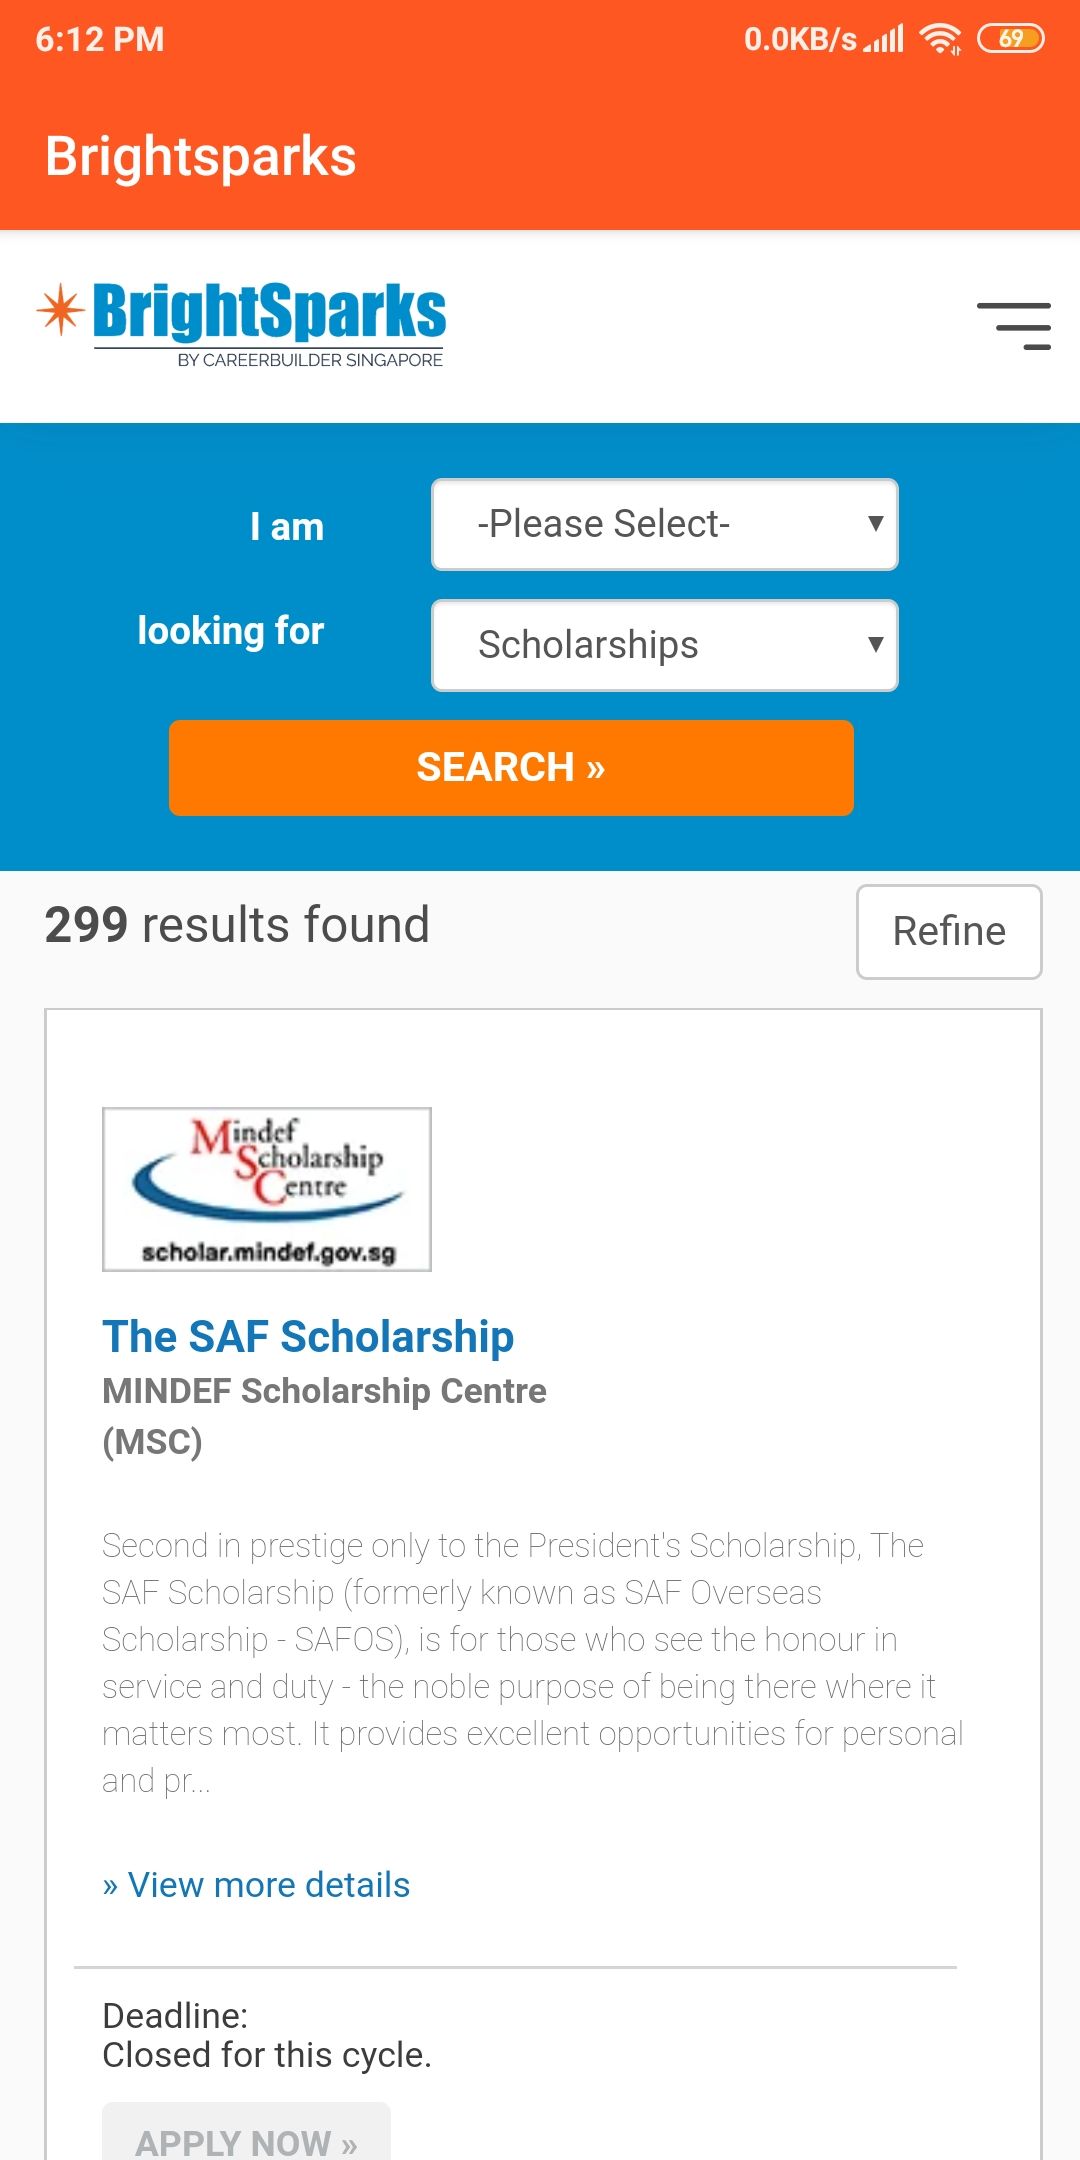 6:12 PM
0.0KB/s
69
Brightsparks
BrightSparks
BY CAREERBUILDER SINGAPORE
I am
-Please Select-
looking for
Scholarships
SEARCH »
299 results found
Refine
Mindef
Scholarship
Centre
scholar.mindef.gov.sg
The SAF Scholarship
MINDEF Scholarship Centre
(MSC)
Second in prestige only to the President's Scholarship, The
SAF Scholarship (formerly known as SAF Overseas
Scholarship - SAFOS), is for those who see the honour in
service and duty - the noble purpose of being there where it
matters most. It provides excellent opportunities for personal
and pr...
» View more details
Deadline:
Closed for this cycle.
APPLY NOW »